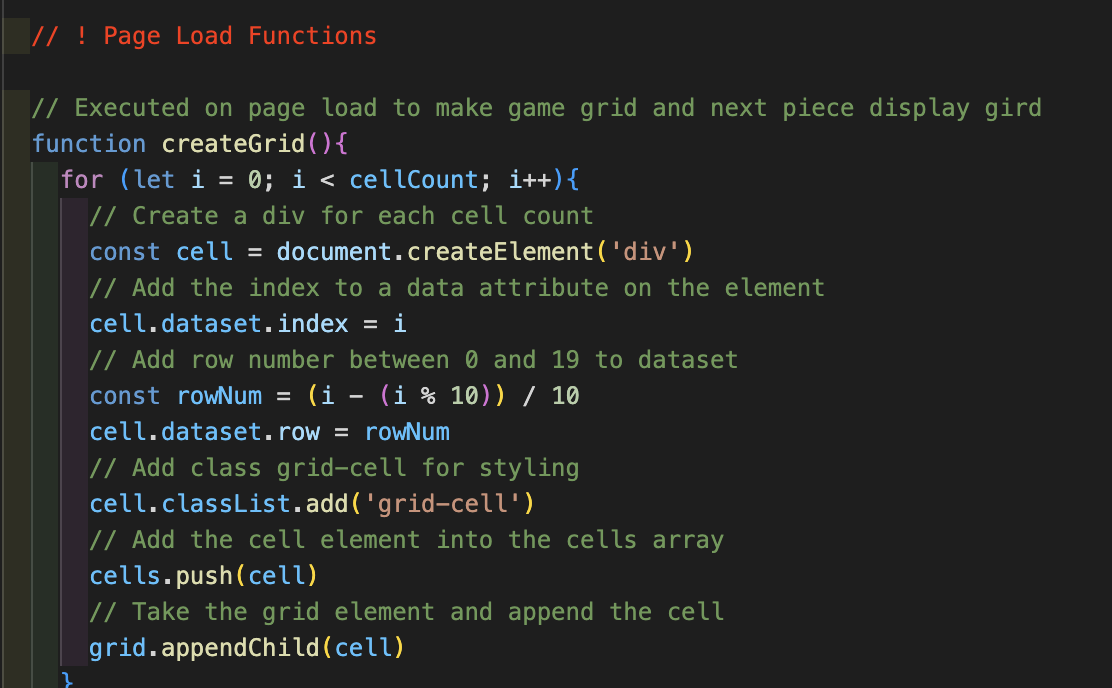 // ! Page Load Functions
// Executed on page load to make game grid and next piece display gird
function createGrid(){
for (let i = 0; i < cellCount; i++){
// Create a div for each cell count
const cell = document.createElement('div')
// Add the index to a data attribute on the element
cell.dataset.index = i
// Add row number between 0 and 19 to dataset
const rowNum = (i - (i % 10)) / 10
cell.dataset.row = rowNum
// Add class grid-cell for styling
cell.classList.add('grid-cell')
// Add the cell element into the cells array
cells.push(cell)
// Take the grid element and append the cell
grid.appendChild(cell)
}